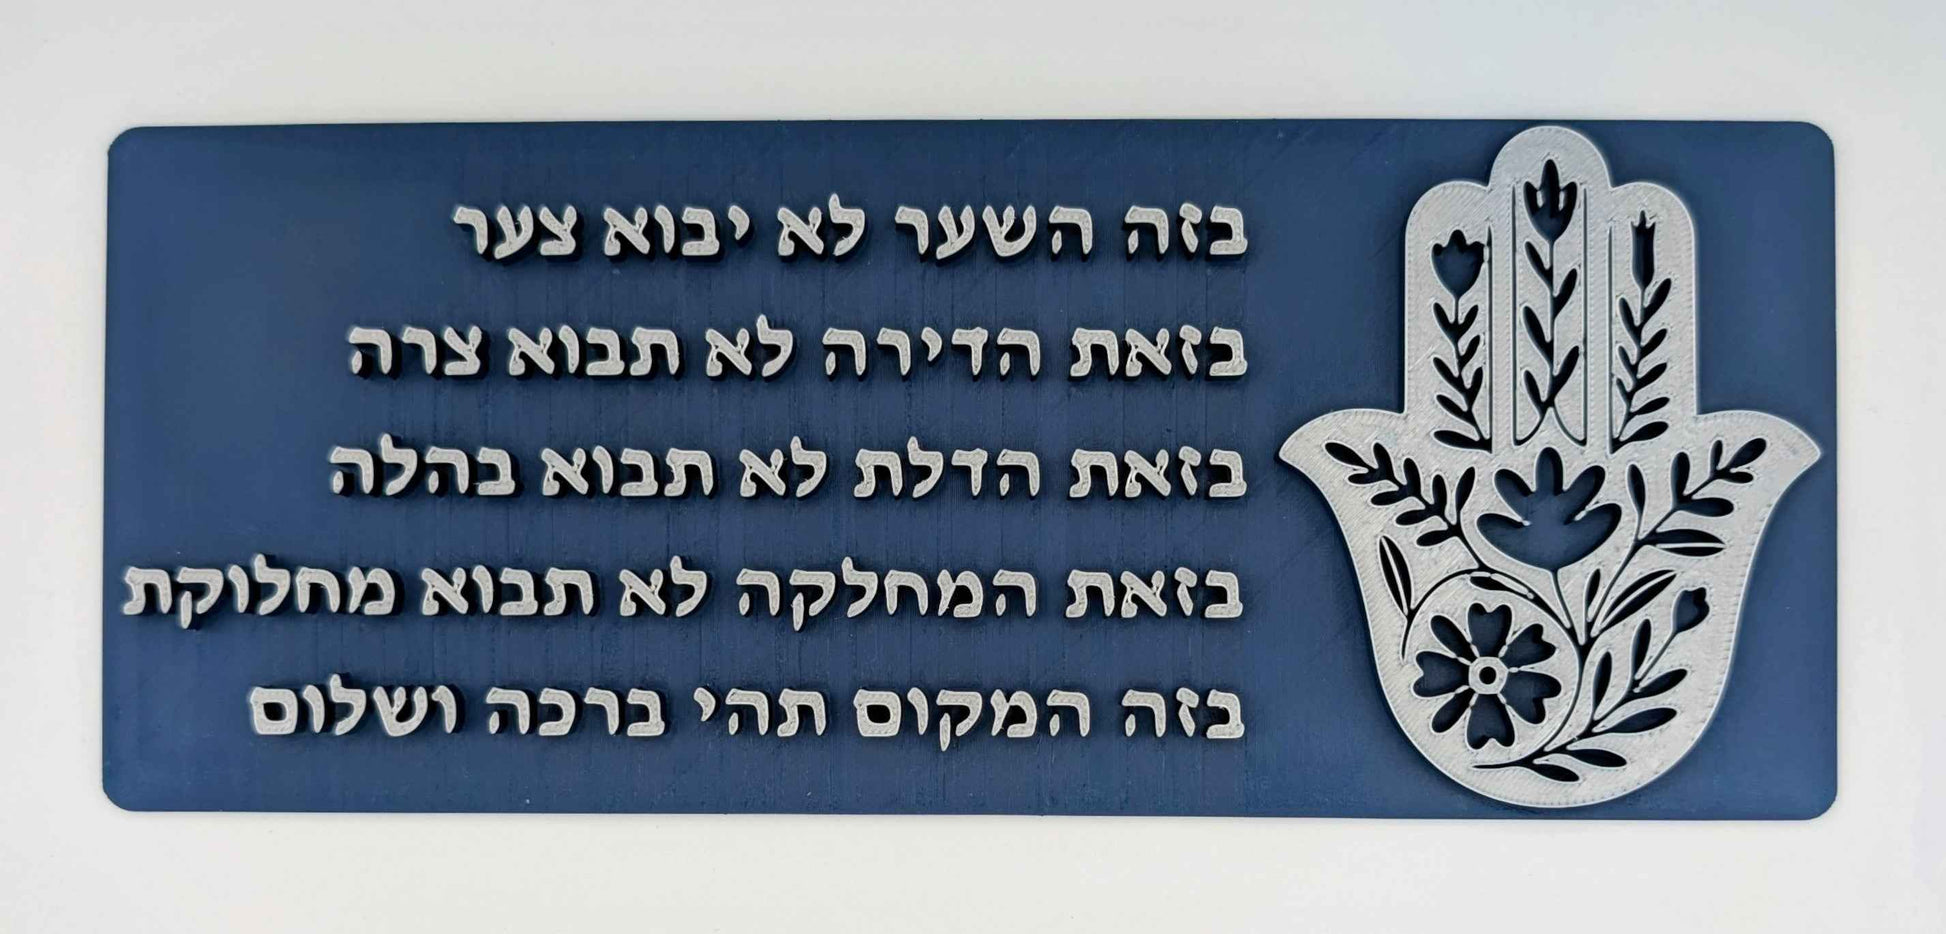 בזה השער לא יבוא צער
בזאת הדירה לא תבוא צרה
בזאת הדלת לא תבוא בהלה
בזאת המחלקה לא תבוא מחלוקת
בזה המקום תהי ברכה ושלום